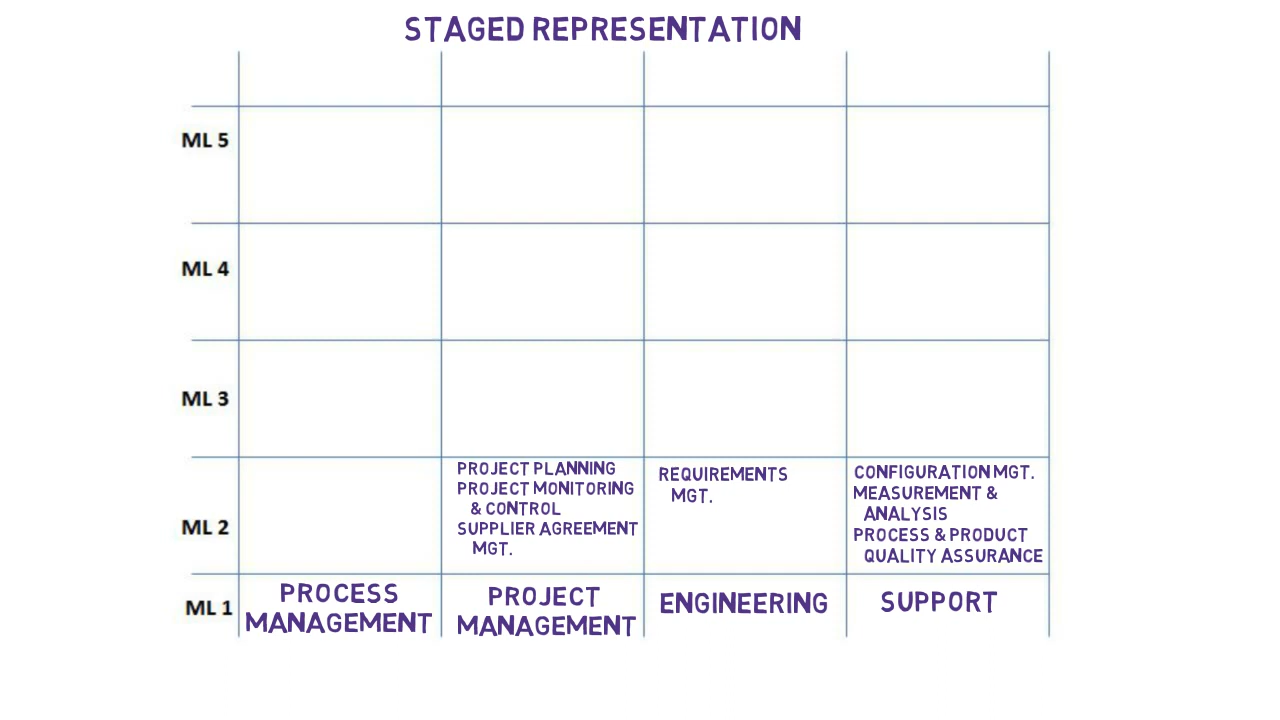 STAGED REPRESENTATION
ML 5
ML 4
ML 3
ML 2
PROJECT PLANNING
PROJECT MONITORING
& CONTROL
SUPPLIER AGREEMENT
MGT.
REQUIREMENTS
MGT.
CONFIGURATION MGT.
MEASUREMENT &
ANALYSIS
PROCESS & PRODUCT
QUALITY ASSURANCE
ML 1
PROCESS
MANAGEMENT
PROJECT
MANAGEMENT
ENGINEERING
SUPPORT